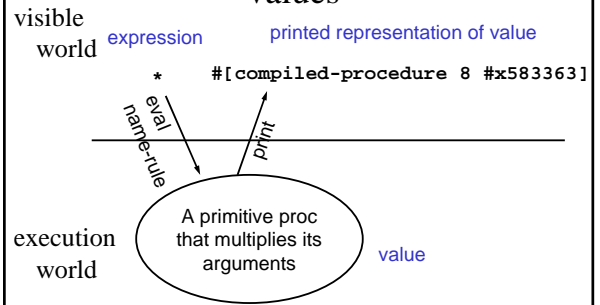 values
visible
world
expression
printed representation of value
* #[compiled-procedure 8 #x583363]
eval
name-rule
print
A primitive proc
that multiplies its
arguments
execution
world
value